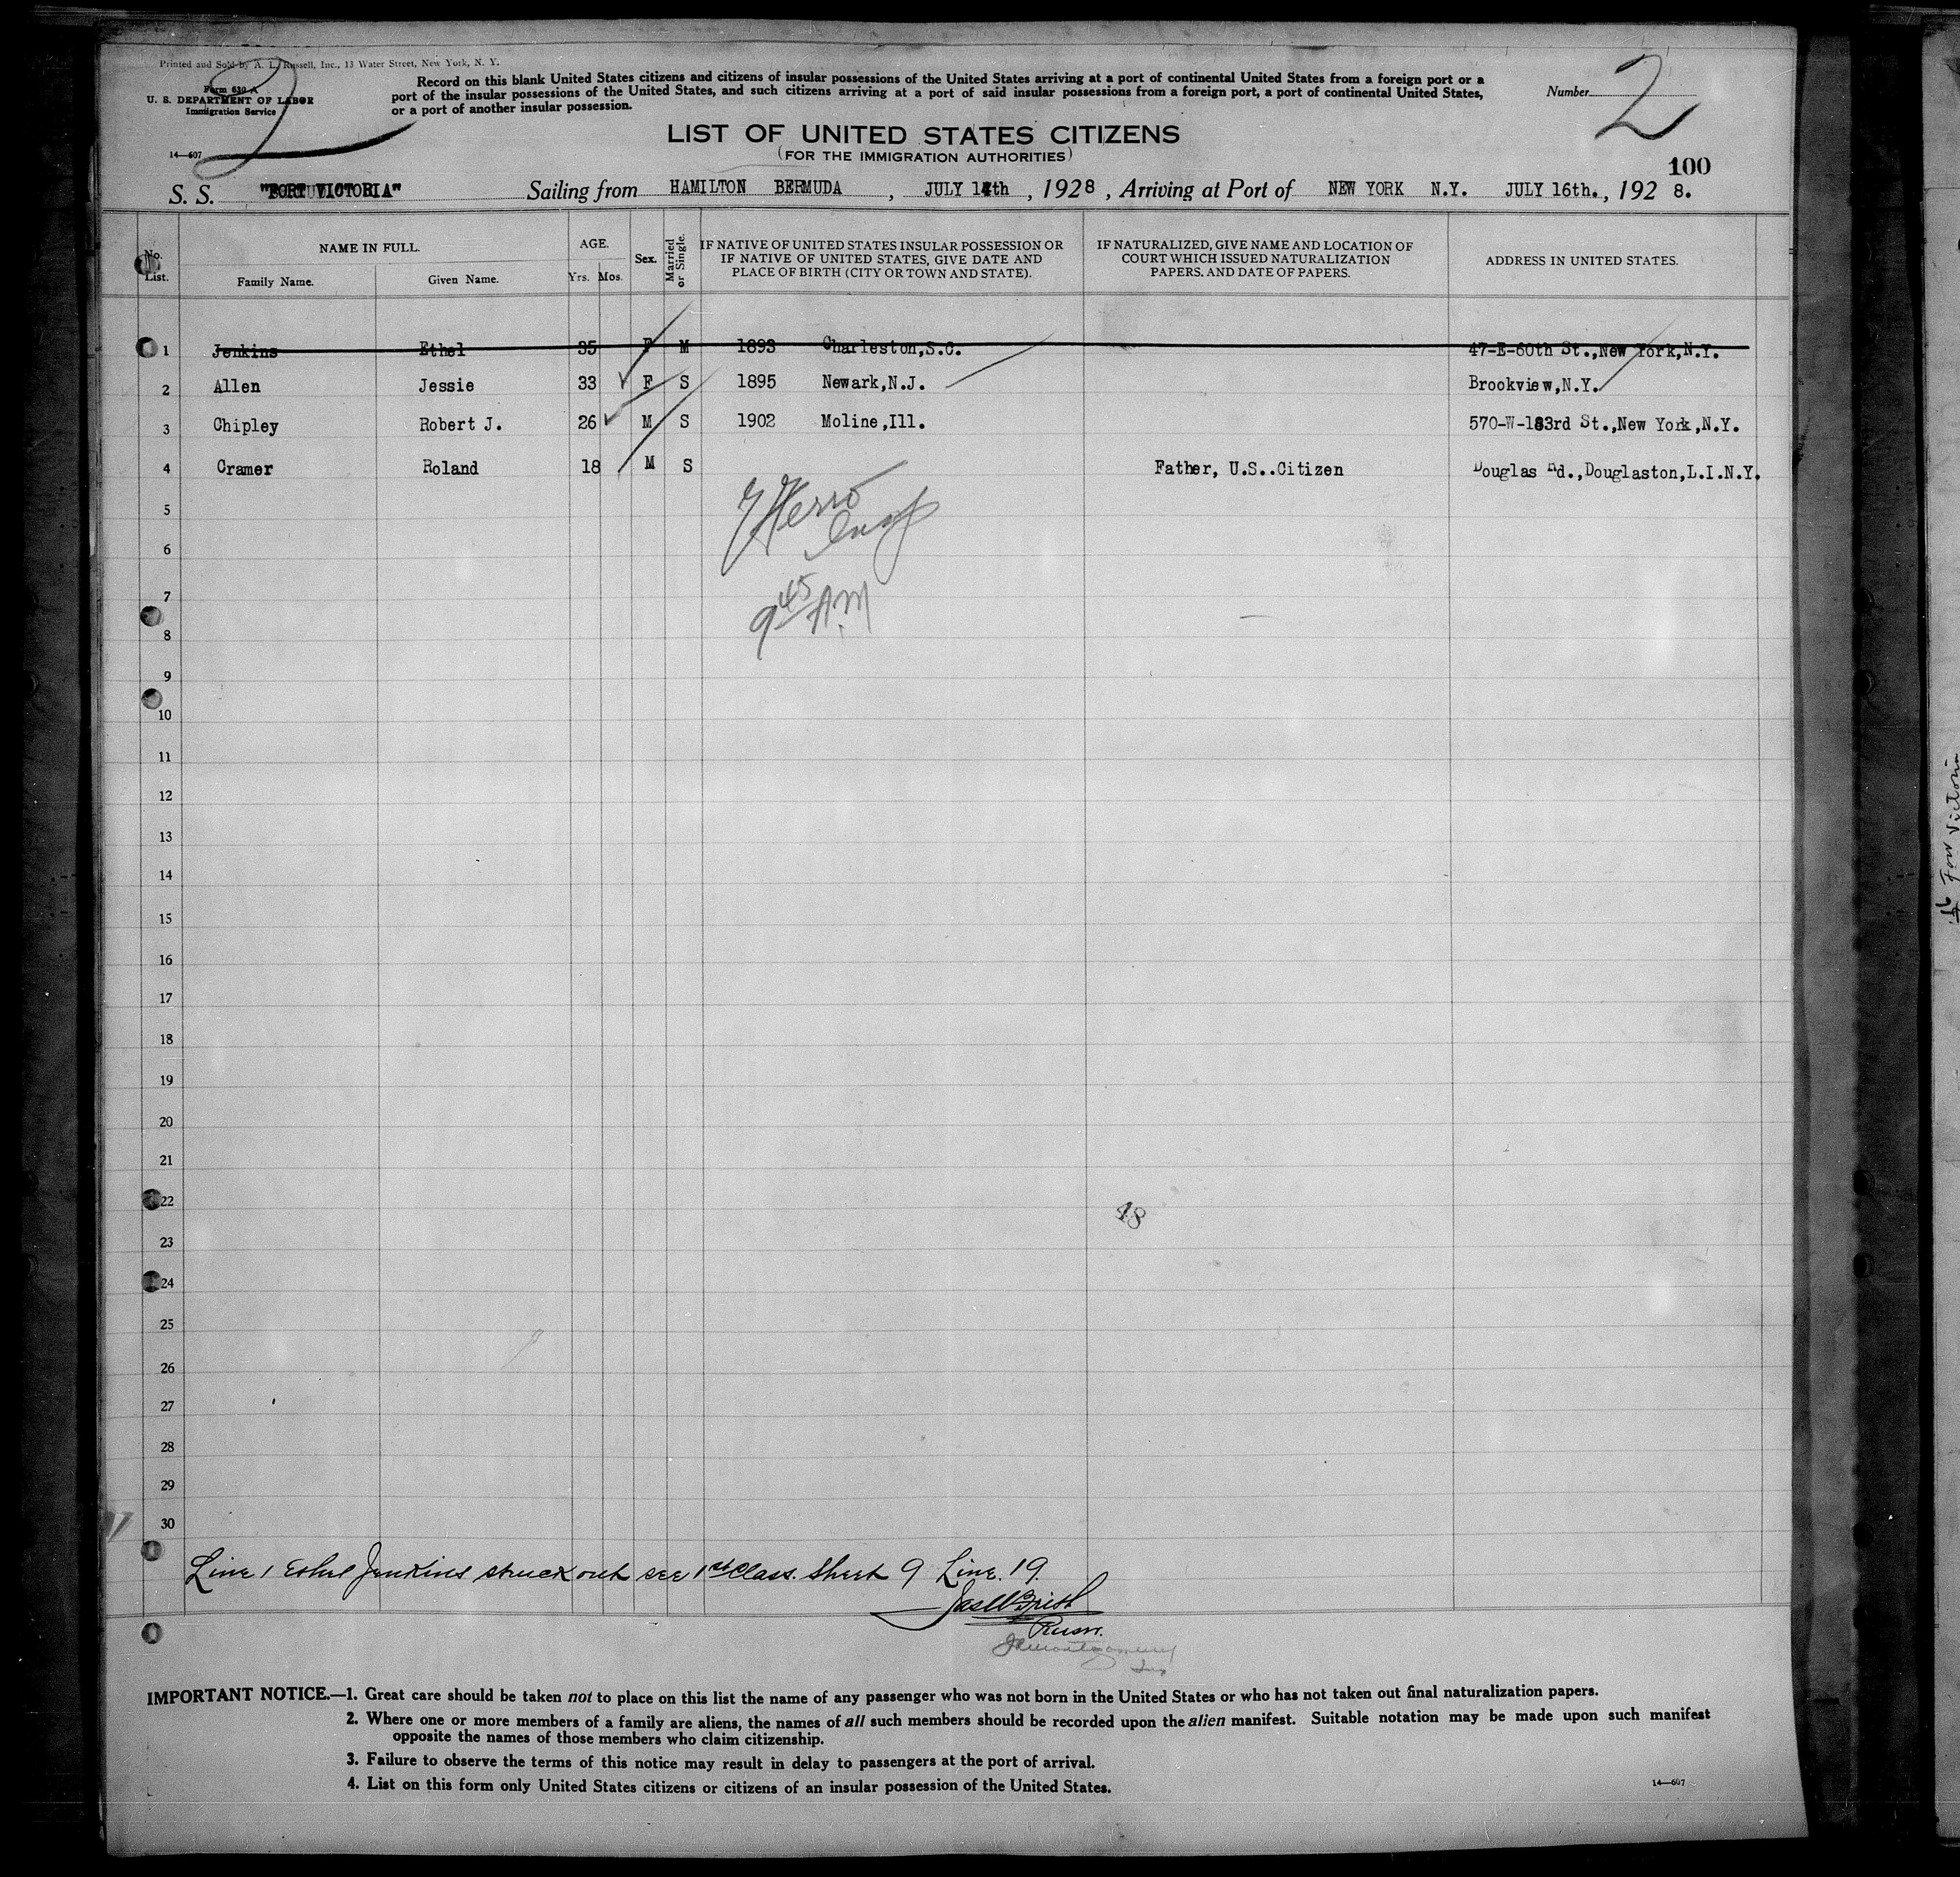 Printed and Sold by A. L. Russell, Inc., 13 Water Street, New York, N. Y.
Form 630 A
U. S. DEPARTMENT OF LABOR
Immigration Service
14—607
2
Record on this blank United States citizens and citizens of insular possessions of the United States arriving at a port of continental United States from a foreign port or a
port of the insular possessions of the United States, and such citizens arriving at a port of said insular possessions from a foreign port, a port of continental United States,
or a port of another insular possession.
Number 2
LIST OF UNITED STATES CITIZENS
(FOR THE IMMIGRATION AUTHORITIES)
100
S. S. "FORT VICTORIA" Sailing from HAMILTON BERMUDA, JULY 14th, 1928, Arriving at Port of NEW YORK N.Y. JULY 16th., 192 8.
No. List. NAME IN FULL. AGE. Sex. Married or Single. IF NATIVE OF UNITED STATES INSULAR POSSESSION OR IF NATIVE OF UNITED STATES, GIVE DATE AND PLACE OF BIRTH (CITY OR TOWN AND STATE). IF NATURALIZED, GIVE NAME AND LOCATION OF COURT WHICH ISSUED NATURALIZATION PAPERS. AND DATE OF PAPERS. ADDRESS IN UNITED STATES.
Family Name. Given Name. Yrs. Mos.
1 Jenkins Ethel 35 F M 1893 Charleston,S.C. 47-E-60th St.,New York,N.Y.
2 Allen Jessie 33 F S 1895 Newark,N.J. Brookview,N.Y.
3 Chipley Robert J. 26 M S 1902 Moline,Ill. 570-W-183rd St.,New York,N.Y.
4 Cramer Roland 18 M S Father, U.S..Citizen Douglas Rd.,Douglaston,L.I.N.Y.
5
6
9 45 AM
7
8
9
10
11
12
13
14
15
16
17
18
19
20
21
22
48
23
24
25
26
27
28
29
30
Line 1 Ethel Jenkins struck out see 1st Class. Sheet 9 Line. 19.
IMPORTANT NOTICE.—1. Great care should be taken not to place on this list the name of any passenger who was not born in the United States or who has not taken out final naturalization papers.
2. Where one or more members of a family are aliens, the names of all such members should be recorded upon the alien manifest. Suitable notation may be made upon such manifest
opposite the names of those members who claim citizenship.
3. Failure to observe the terms of this notice may result in delay to passengers at the port of arrival.
4. List on this form only United States citizens or citizens of an insular possession of the United States.
14—607